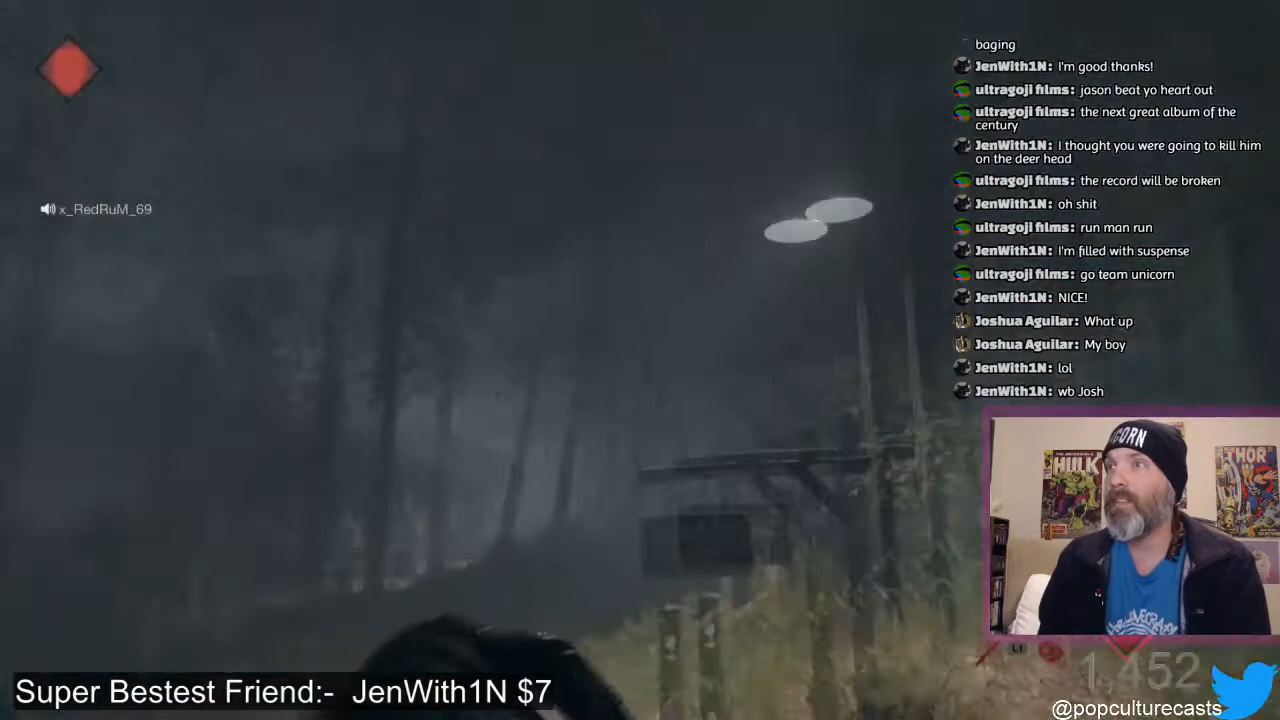 baging
JenWith1N: I'm good thanks!
ultragoji films: jason beat yo heart out
ultragoji films: the next great album of the
century
JenWith1N: I thought you were going to kill him
on the deer head
ultragoji films: the record will be broken
JenWith1N: oh shit
ultragoji films: run man run
JenWith1N: I'm filled with suspense
ultragoji films: go team unicorn
JenWith1N: NICE!
Joshua Aguilar: What up
Joshua Aguilar: My boy
JenWith1N: lol
JenWith1N: wb Josh
x_RedRuM_69
HULK
THOR
L1
1,452
Super Bestest Friend:-  JenWith1N $7
@popculturecasts